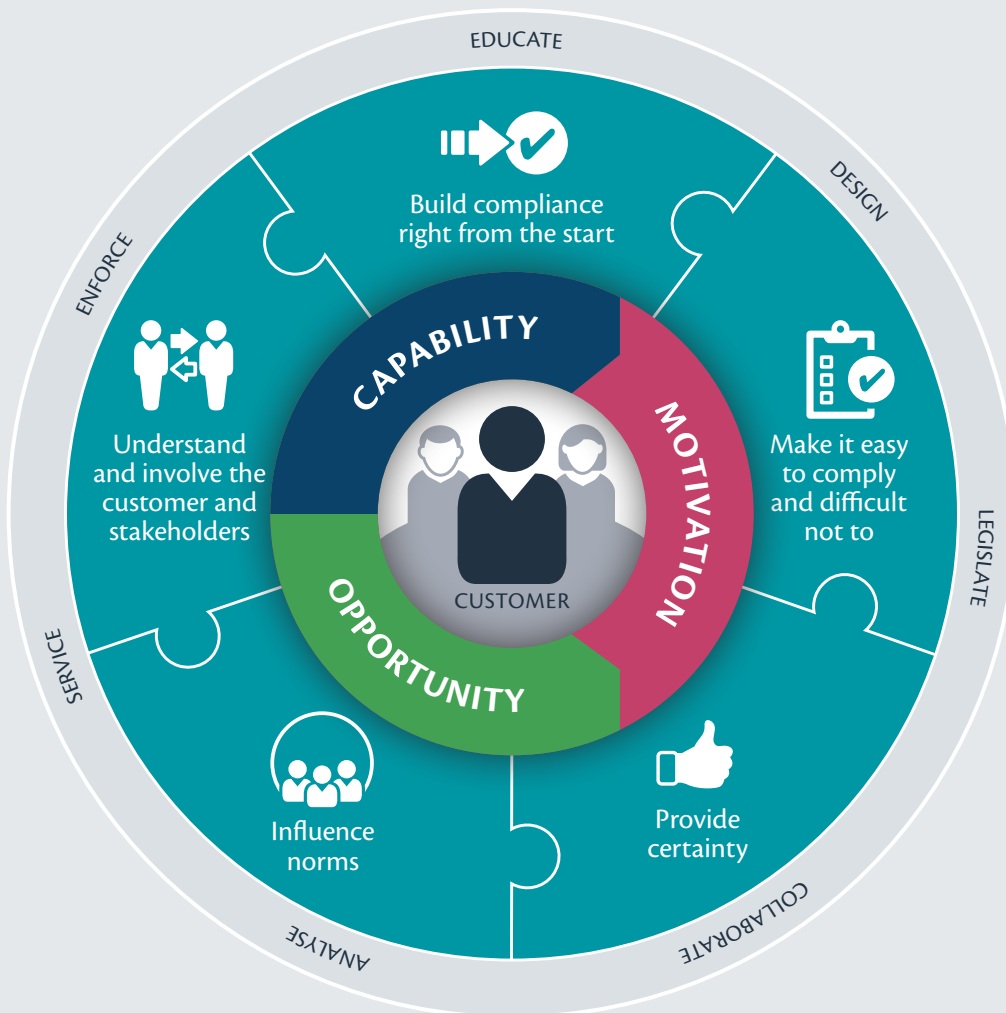 EDUCATE
DESIGN
LEGISLATE
COLLABORATE
ANALYSE
SERVICE
ENFORCE
Build compliance
right from the start
Make it easy
to comply
and difficult
not to
Provide
certainty
Influence
norms
Understand
and involve the
customer and
stakeholders
CAPABILITY
MOTIVATION
OPPORTUNITY
CUSTOMER